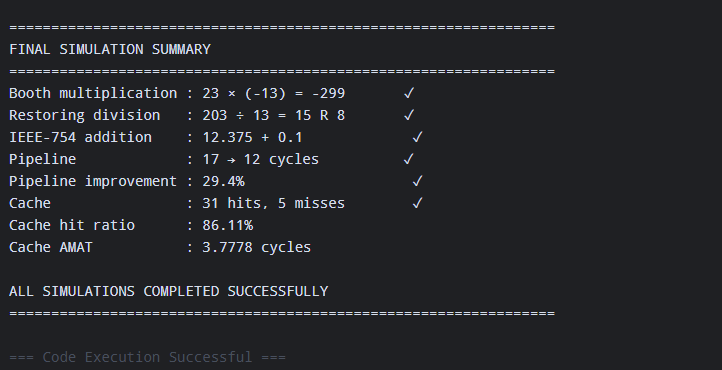 =================================================================
FINAL SIMULATION SUMMARY
=================================================================
Booth multiplication : 23 × (-13) = -299 ✓
Restoring division : 203 ÷ 13 = 15 R 8 ✓
IEEE-754 addition : 12.375 + 0.1 ✓
Pipeline : 17 → 12 cycles ✓
Pipeline improvement : 29.4% ✓
Cache : 31 hits, 5 misses ✓
Cache hit ratio : 86.11%
Cache AMAT : 3.7778 cycles
ALL SIMULATIONS COMPLETED SUCCESSFULLY
=================================================================
=== Code Execution Successful ===